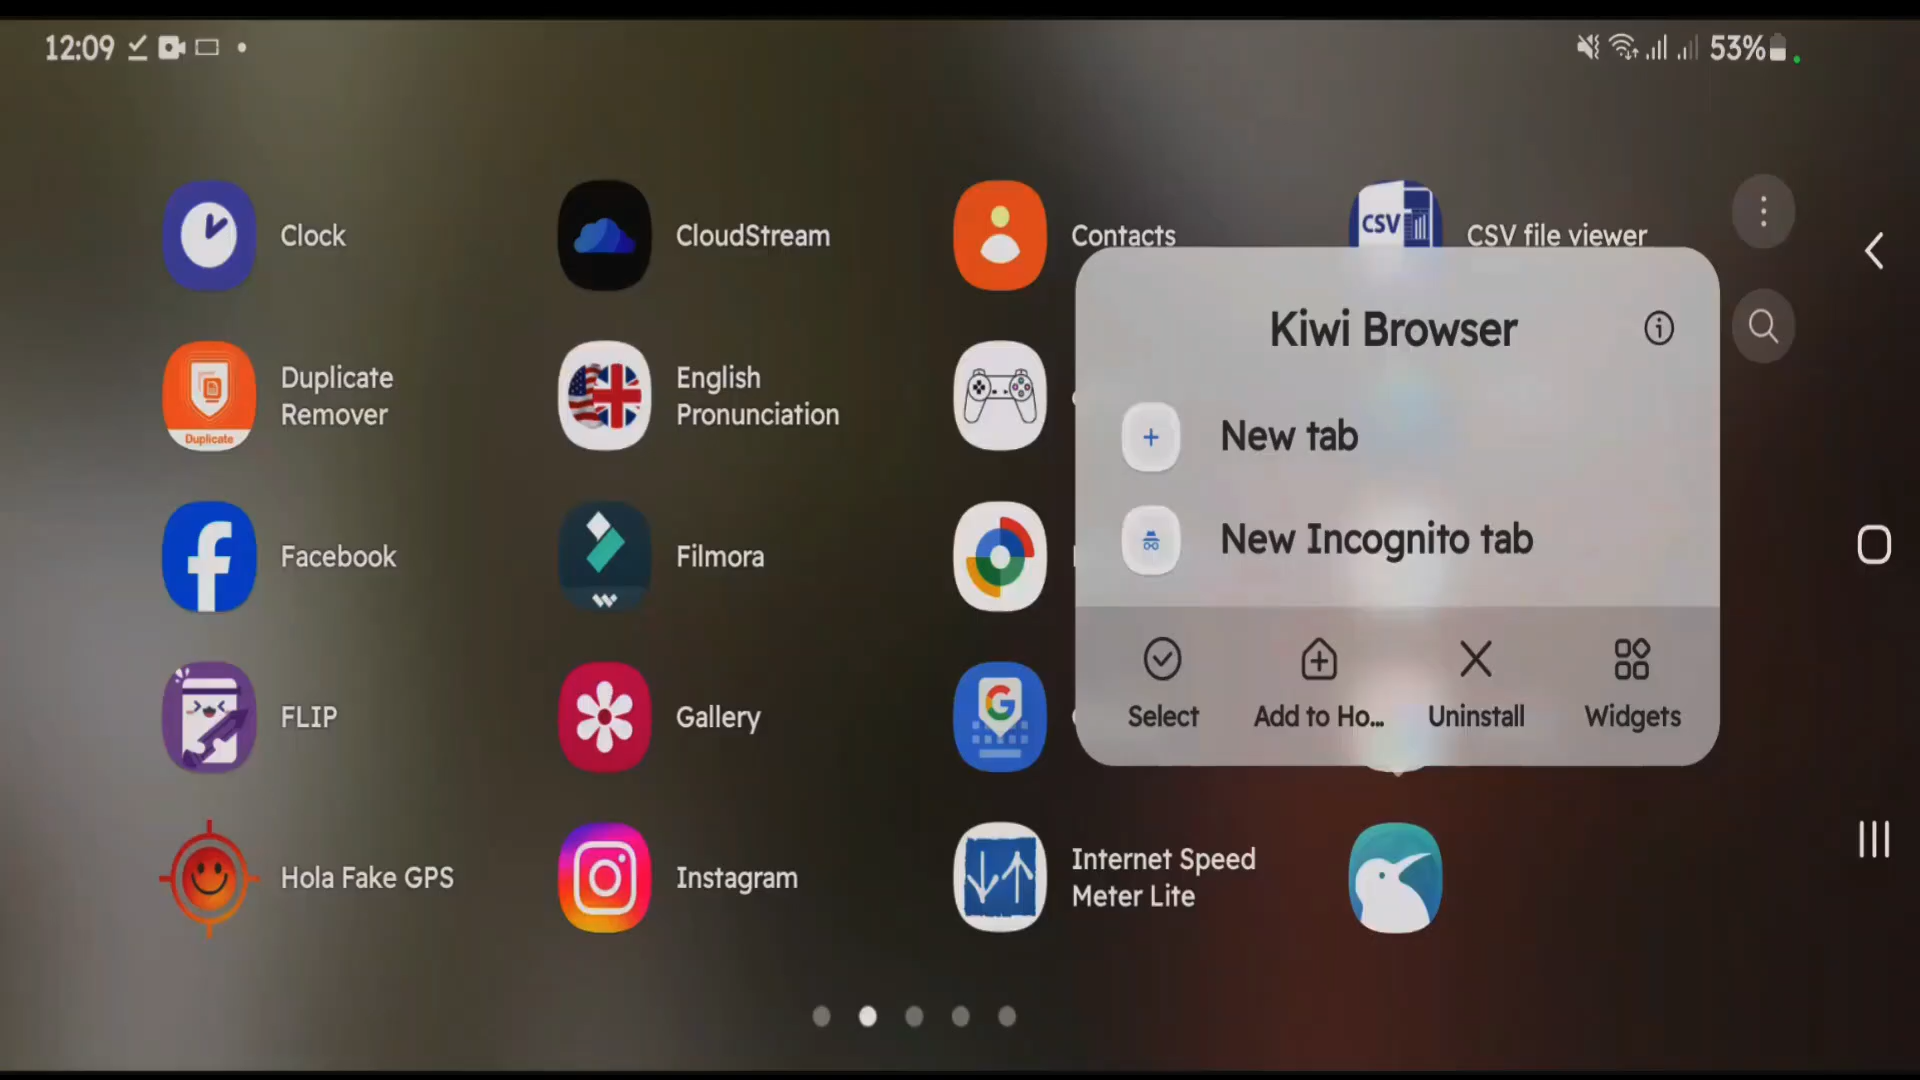 12:09
53%
Clock
CloudStream
Contacts
CSV
CSV file viewer
Kiwi Browser
Duplicate
Remover
Duplicate
English
Pronunciation
New tab
Facebook
Filmora
New Incognito tab
FLIP
Gallery
G
Select
Add to Ho...
Uninstall
Widgets
Hola Fake GPS
Instagram
Internet Speed
Meter Lite